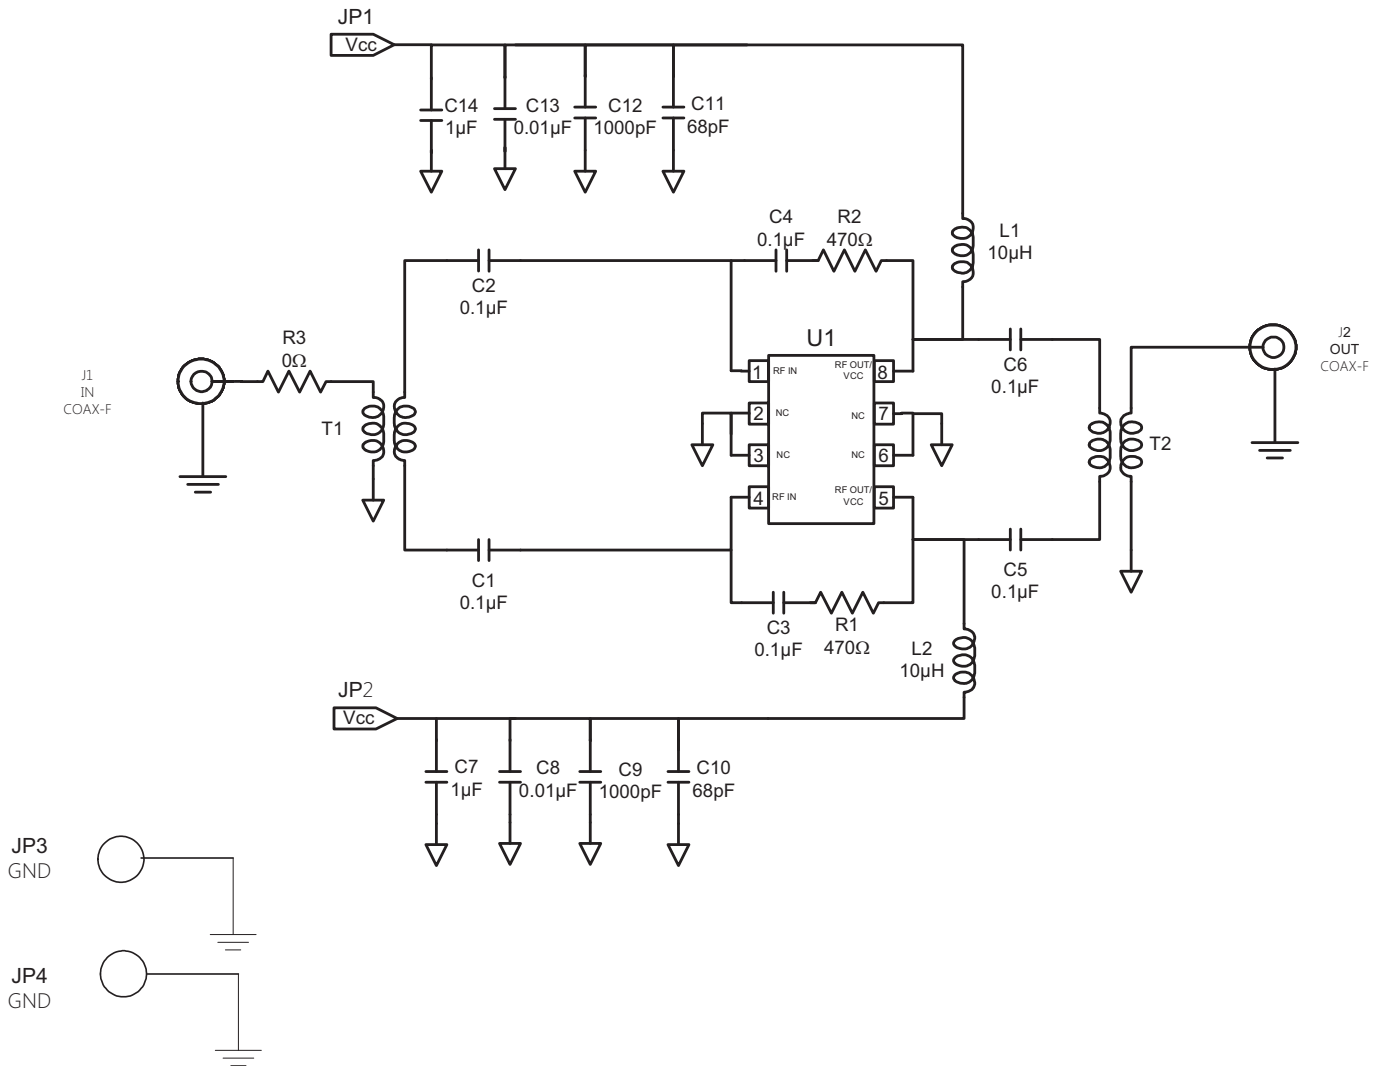 JP1
Vcc
C14
1µF
C13
0.01µF
C12
1000pF
C11
68pF
C4
0.1µF
R2
470Ω
L1
10µH
C2
0.1µF
R3
0Ω
J1
IN
COAX-F
T1
U1
1 RF IN
RF OUT/
VCC 8
2 NC
NC 7
3 NC
NC 6
4 RF IN
RF OUT/
VCC 5
C6
0.1µF
J2
OUT
COAX-F
T2
C1
0.1µF
C3
0.1µF
R1
470Ω
C5
0.1µF
L2
10µH
JP2
Vcc
C7
1µF
C8
0.01µF
C9
1000pF
C10
68pF
JP3
GND
JP4
GND